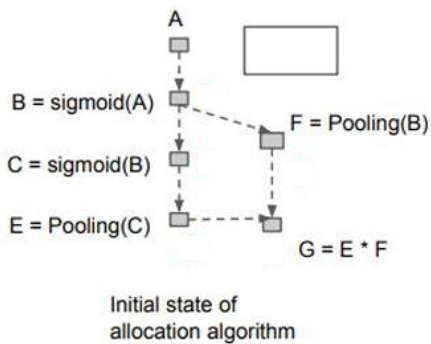 A
B = sigmoid(A)
F = Pooling(B)
C = sigmoid(B)
E = Pooling(C)
G = E * F
Initial state of
allocation algorithm